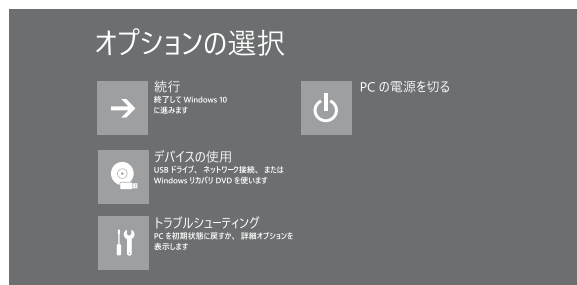 オプションの選択
続行
終了して Windows 10
に進みます
PC の電源を切る
デバイスの使用
USB ドライブ、ネットワーク接続、または
Windows リカバリ DVD を使います
トラブルシューティング
PC を初期状態に戻すか、詳細オプションを
表示します